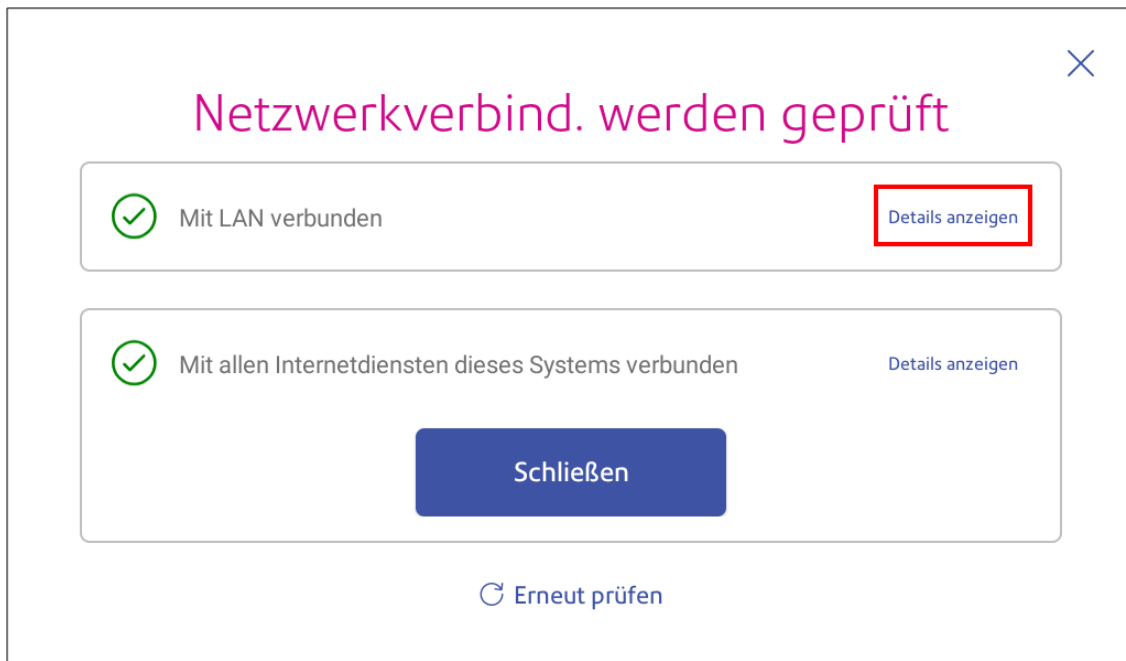 Netzwerkverbind. werden geprüft
Mit LAN verbunden
Details anzeigen
Mit allen Internetdiensten dieses Systems verbunden
Details anzeigen
Schließen
Erneut prüfen